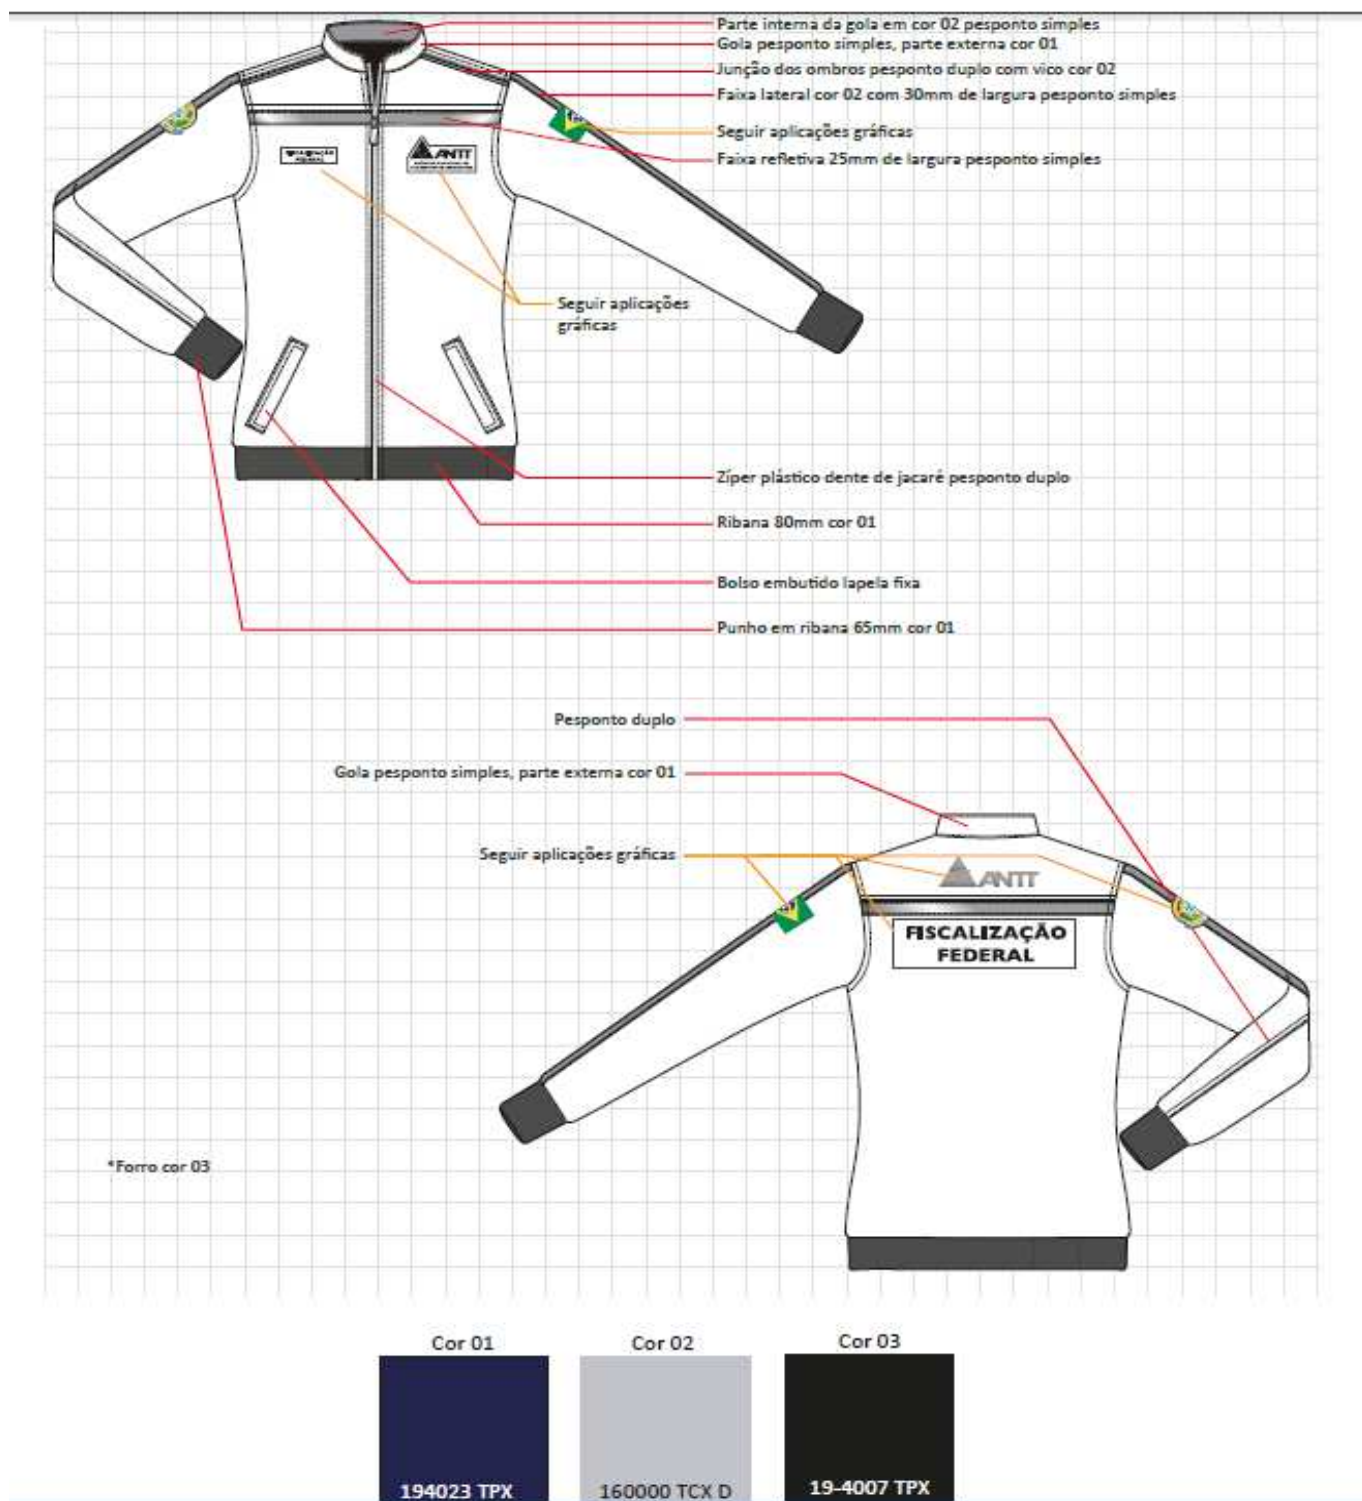 Parte interna da gola em cor 02 pesponto simples
Gola pesponto simples, parte externa cor 01
Junção dos ombros pesponto duplo com vico cor 02
Faixa lateral cor 02 com 30mm de largura pesponto simples
Seguir aplicações gráficas
Faixa refletiva 25mm de largura pesponto simples
FEDERAL
ANTT
Seguir aplicações
gráficas
Zíper plástico dente de jacaré pesponto duplo
Ribana 80mm cor 01
Bolso embutido lapela fixa
Punho em ribana 65mm cor 01
Pesponto duplo
Gola pesponto simples, parte externa cor 01
Seguir aplicações gráficas
ANTT
FISCALIZAÇÃO
FEDERAL
*Forro cor 03
Cor 01
Cor 02
Cor 03
194023 TPX
160000 TCX D
19-4007 TPX